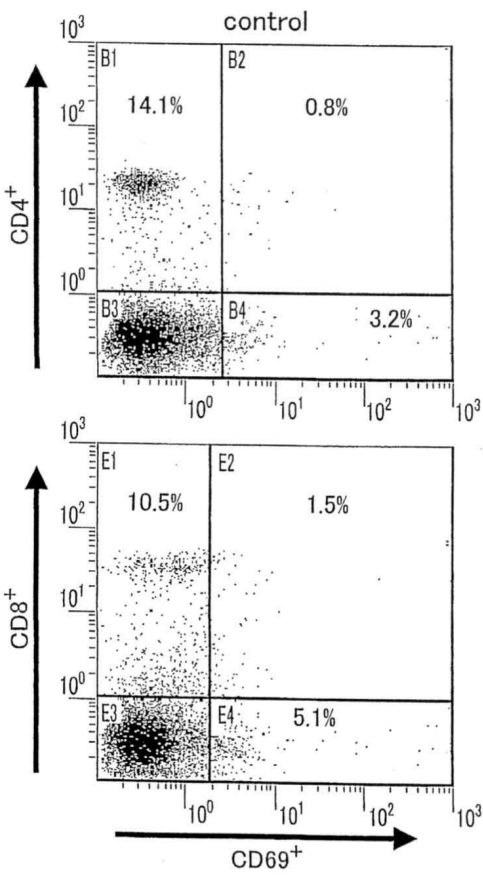 control
10³
B1
B2
14.1%
0.8%
10²
CD4⁺
10¹
10⁰
B3
B4
3.2%
10⁰
10¹
10²
10³
10³
E1
E2
10.5%
1.5%
10²
CD8⁺
10¹
10⁰
E3
E4
5.1%
10⁰
10¹
10²
10³
CD69⁺